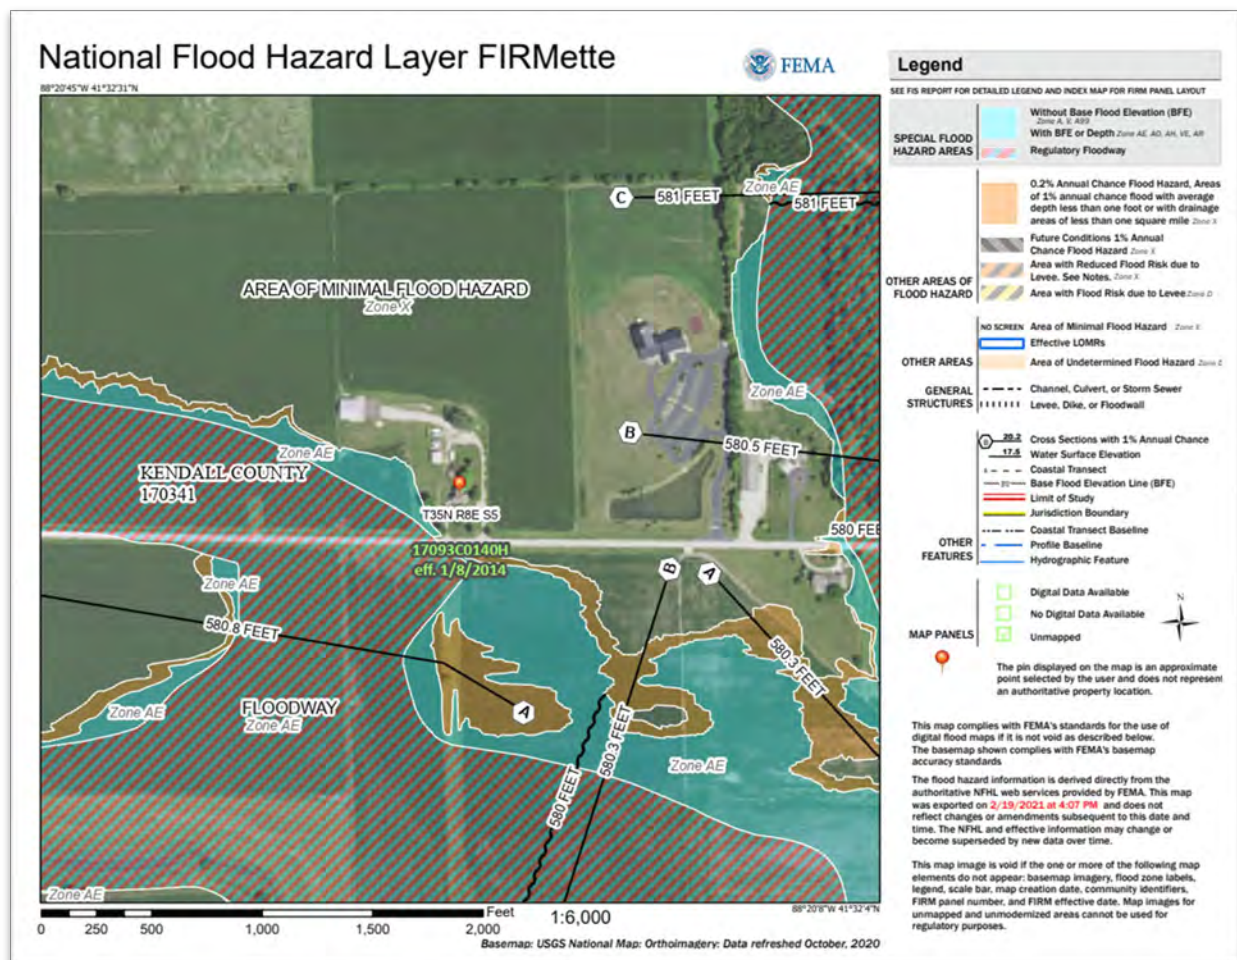 National Flood Hazard Layer FIRMette
FEMA
88°20'45"W 41°32'31"N
Zone AE
C
581 FEET
581 FEET
AREA OF MINIMAL FLOOD HAZARD
Zone X
Zone AE
B
580.5 FEET
Zone AE
KENDALL COUNTY
170341
T35N R8E S5
580 FEE
17093C0140H
eff. 1/8/2014
B
A
Zone AE
580.8 FEET
580.3 FEET
A
580.3 FEET
580 FEET
Zone AE
FLOODWAY
Zone AE
Zone AE
Zone AE
88°20'8"W 41°32'4"N
Feet
1:6,000
0 250 500 1,000 1,500 2,000
Basemap: USGS National Map: Orthoimagery: Data refreshed October, 2020
Legend
SEE FIS REPORT FOR DETAILED LEGEND AND INDEX MAP FOR FIRM PANEL LAYOUT
SPECIAL FLOOD
HAZARD AREAS
Without Base Flood Elevation (BFE)
Zone A, V, A99
With BFE or Depth Zone AE, AO, AH, VE, AR
Regulatory Floodway
OTHER AREAS OF
FLOOD HAZARD
0.2% Annual Chance Flood Hazard, Areas
of 1% annual chance flood with average
depth less than one foot or with drainage
areas of less than one square mile Zone X
Future Conditions 1% Annual
Chance Flood Hazard Zone X
Area with Reduced Flood Risk due to
Levee. See Notes. Zone X
Area with Flood Risk due to Levee Zone D
OTHER AREAS
NO SCREEN Area of Minimal Flood Hazard Zone X
Effective LOMRs
Area of Undetermined Flood Hazard Zone
GENERAL
STRUCTURES
Channel, Culvert, or Storm Sewer
Levee, Dike, or Floodwall
OTHER
FEATURES
20.2 Cross Sections with 1% Annual Chance
17.5 Water Surface Elevation
Coastal Transect
Base Flood Elevation Line (BFE)
Limit of Study
Jurisdiction Boundary
Coastal Transect Baseline
Profile Baseline
Hydrographic Feature
MAP PANELS
Digital Data Available
No Digital Data Available
Unmapped
N
The pin displayed on the map is an approximate
point selected by the user and does not represen
an authoritative property location.
This map complies with FEMA's standards for the use of
digital flood maps if it is not void as described below.
The basemap shown complies with FEMA's basemap
accuracy standards
The flood hazard information is derived directly from the
authoritative NFHL web services provided by FEMA. This map
was exported on 2/19/2021 at 4:07 PM and does not
reflect changes or amendments subsequent to this date and
time. The NFHL and effective information may change or
become superseded by new data over time.
This map image is void if the one or more of the following map
elements do not appear: basemap imagery, flood zone labels,
legend, scale bar, map creation date, community identifiers,
FIRM panel number, and FIRM effective date. Map images for
unmapped and unmodernized areas cannot be used for
regulatory purposes.